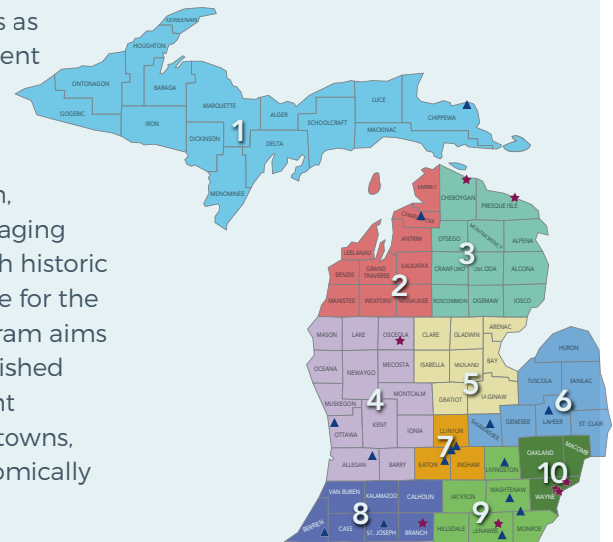 s as
ent
n,
aging
h historic
e for the
ram aims
ished
nt
towns,
omically
KEWEENAW
HOUGHTON
ONTONAGON
BARAGA
GOGEBIC
IRON
MARQUETTE
DICKINSON
MENOMINEE
1
ALGER
DELTA
SCHOOLCRAFT
LUCE
MACKINAC
CHIPPEWA
EMMET
CHARLEVOIX
ANTRIM
LEELANAU
BENZIE
GRAND
TRAVERSE
KALKASKA
MANISTEE
WEXFORD
MISSAUKEE
2
CHEBOYGAN
PRESQUE ISLE
OTSEGO
MONTMORENCY
ALPENA
CRAWFORD
OSCODA
ALCONA
ROSCOMMON
OGEMAW
IOSCO
3
MASON
LAKE
OSCEOLA
OCEANA
NEWAYGO
MECOSTA
MUSKEGON
MONTCALM
OTTAWA
KENT
IONIA
ALLEGAN
BARRY
4
CLARE
GLADWIN
ARENAC
ISABELLA
MIDLAND
BAY
GRATIOT
SAGINAW
5
HURON
TUSCOLA
SANILAC
GENESEE
LAPEER
ST. CLAIR
SHIAWASSEE
6
CLINTON
EATON
INGHAM
7
VAN BUREN
KALAMAZOO
CALHOUN
BERRIEN
CASS
ST. JOSEPH
BRANCH
8
LIVINGSTON
JACKSON
WASHTENAW
HILLSDALE
LENAWEE
MONROE
9
OAKLAND
MACOMB
WAYNE
10